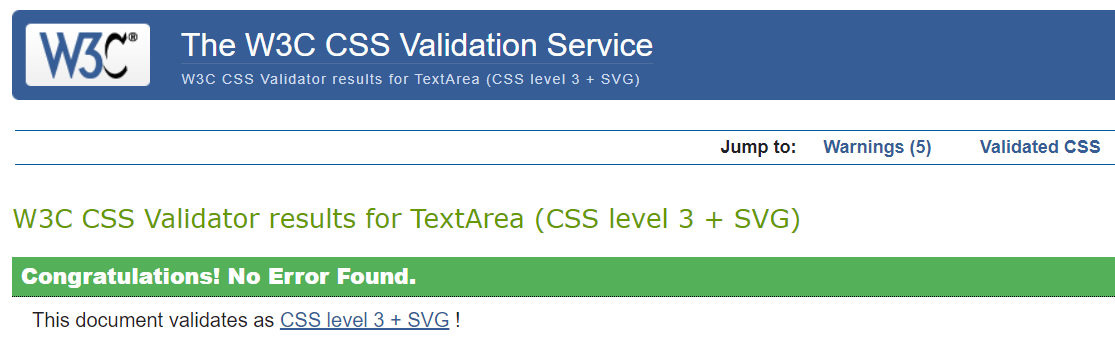 W3C®
The W3C CSS Validation Service
W3C CSS Validator results for TextArea (CSS level 3 + SVG)
Jump to: Warnings (5) Validated CSS
W3C CSS Validator results for TextArea (CSS level 3 + SVG)
Congratulations! No Error Found.
This document validates as CSS level 3 + SVG !